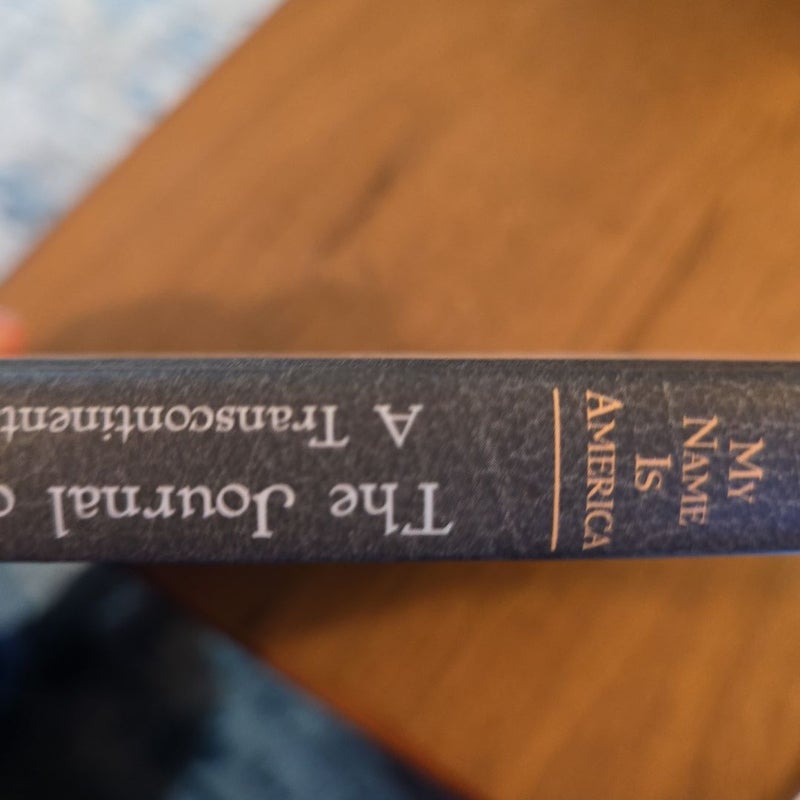 MY
NAME
IS
AMERICA
The Journal o
A Transcontinent